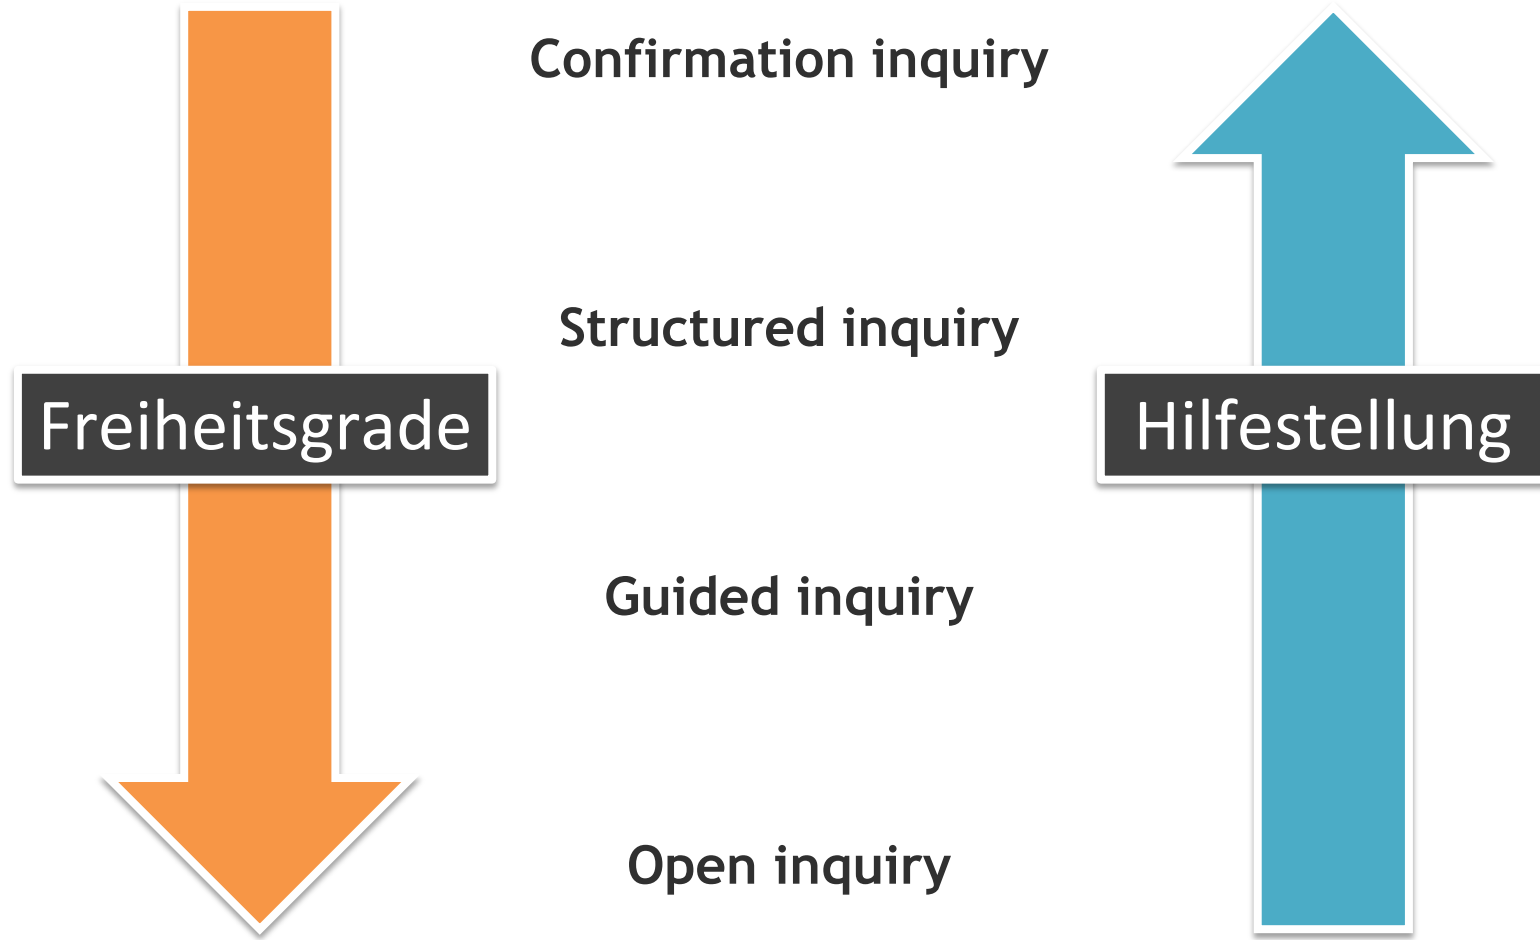 Confirmation inquiry
Structured inquiry
Freiheitsgrade
Hilfestellung
Guided inquiry
Open inquiry